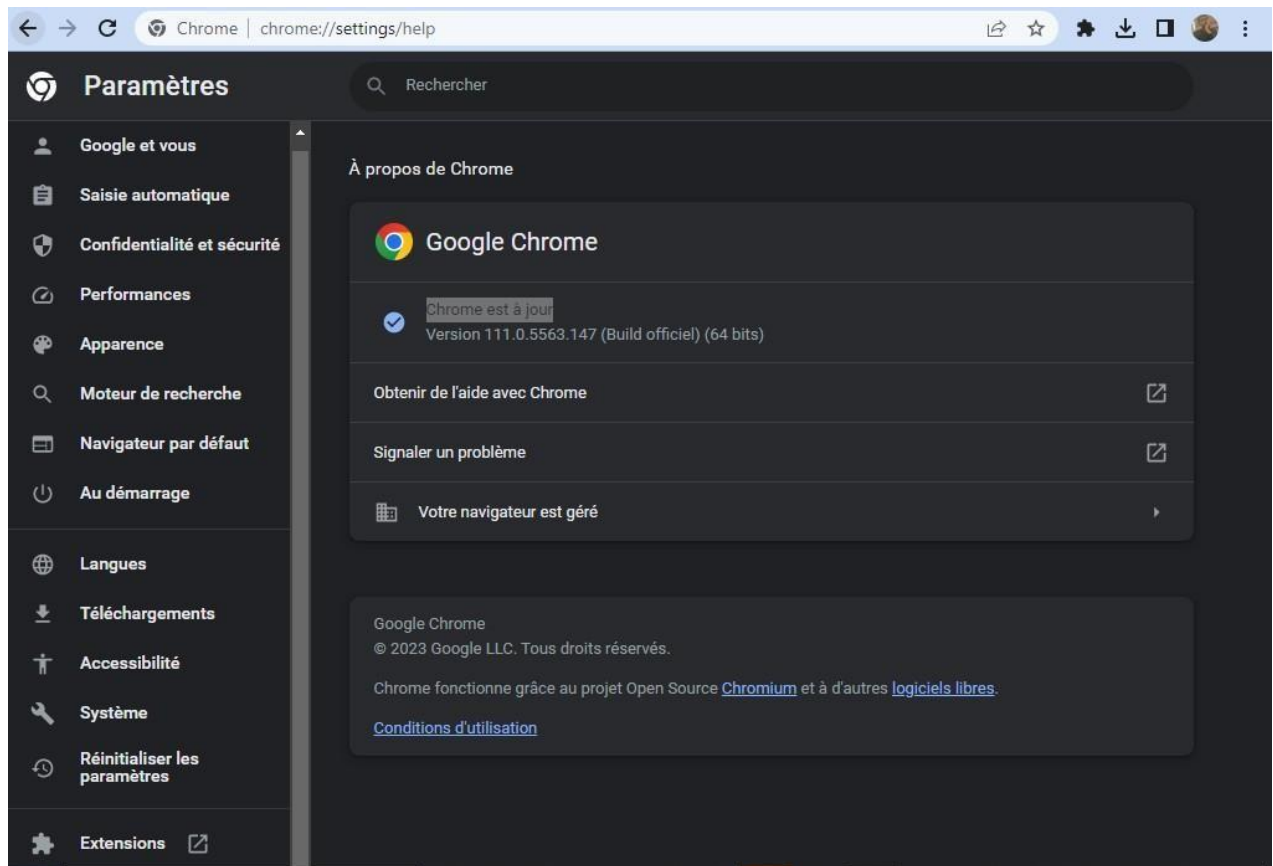 Chrome | chrome://settings/help
Paramètres
Rechercher
Google et vous
Saisie automatique
Confidentialité et sécurité
Performances
Apparence
Moteur de recherche
Navigateur par défaut
Au démarrage
Langues
Téléchargements
Accessibilité
Système
Réinitialiser les
paramètres
Extensions
À propos de Chrome
Google Chrome
Chrome est à jour
Version 111.0.5563.147 (Build officiel) (64 bits)
Obtenir de l'aide avec Chrome
Signaler un problème
Votre navigateur est géré
Google Chrome
© 2023 Google LLC. Tous droits réservés.
Chrome fonctionne grâce au projet Open Source Chromium et à d'autres logiciels libres.
Conditions d'utilisation